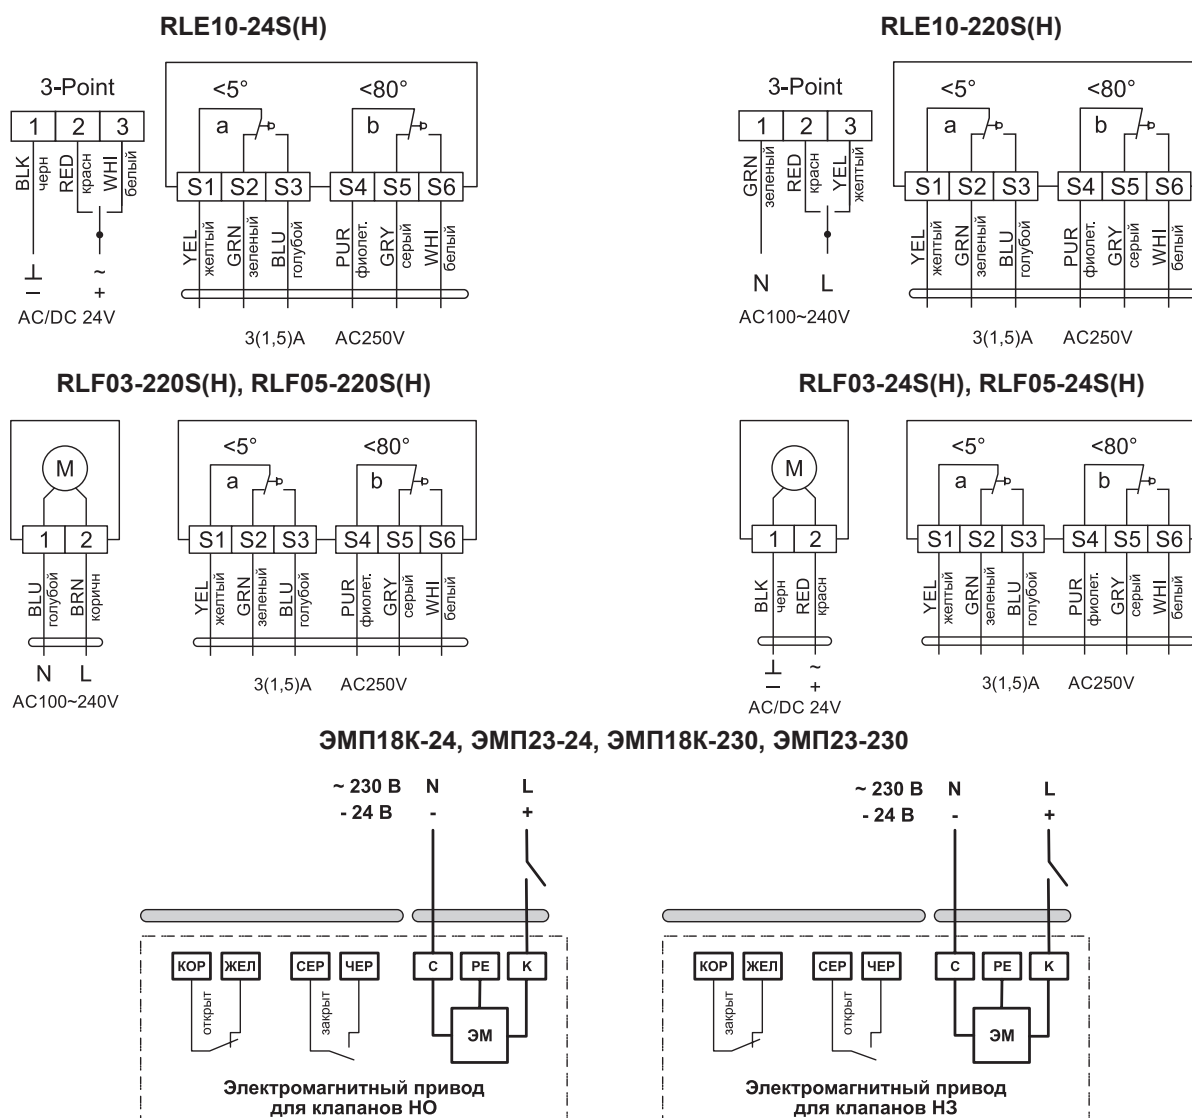 RLE10-24S(H)
3-Point
1 2 3
BLK черн RED красн WHI белый
⊥ ~
− +
AC/DC 24V
<5° <80°
a b
S1 S2 S3 S4 S5 S6
YEL желтый GRN зеленый BLU голубой PUR фиолет. GRY серый WHI белый
3(1,5)A AC250V
RLE10-220S(H)
3-Point
1 2 3
GRN зеленый RED красн YEL желтый
N L
AC100~240V
<5° <80°
a b
S1 S2 S3 S4 S5 S6
YEL желтый GRN зеленый BLU голубой PUR фиолет. GRY серый WHI белый
3(1,5)A AC250V
RLF03-220S(H), RLF05-220S(H)
M
1 2
BLU голубой BRN коричн
N L
AC100~240V
<5° <80°
a b
S1 S2 S3 S4 S5 S6
YEL желтый GRN зеленый BLU голубой PUR фиолет. GRY серый WHI белый
3(1,5)A AC250V
RLF03-24S(H), RLF05-24S(H)
M
1 2
BLK черн RED красн
⊥ ~
− +
AC/DC 24V
<5° <80°
a b
S1 S2 S3 S4 S5 S6
YEL желтый GRN зеленый BLU голубой PUR фиолет. GRY серый WHI белый
3(1,5)A AC250V
ЭМП18К-24, ЭМП23-24, ЭМП18К-230, ЭМП23-230
~ 230 В N L
- 24 В - +
КОР ЖЕЛ СЕР ЧЕР С PE К
открыт закрыт
ЭМ
Электромагнитный привод
для клапанов НО
~ 230 В N L
- 24 В - +
КОР ЖЕЛ СЕР ЧЕР С PE К
закрыт открыт
ЭМ
Электромагнитный привод
для клапанов НЗ